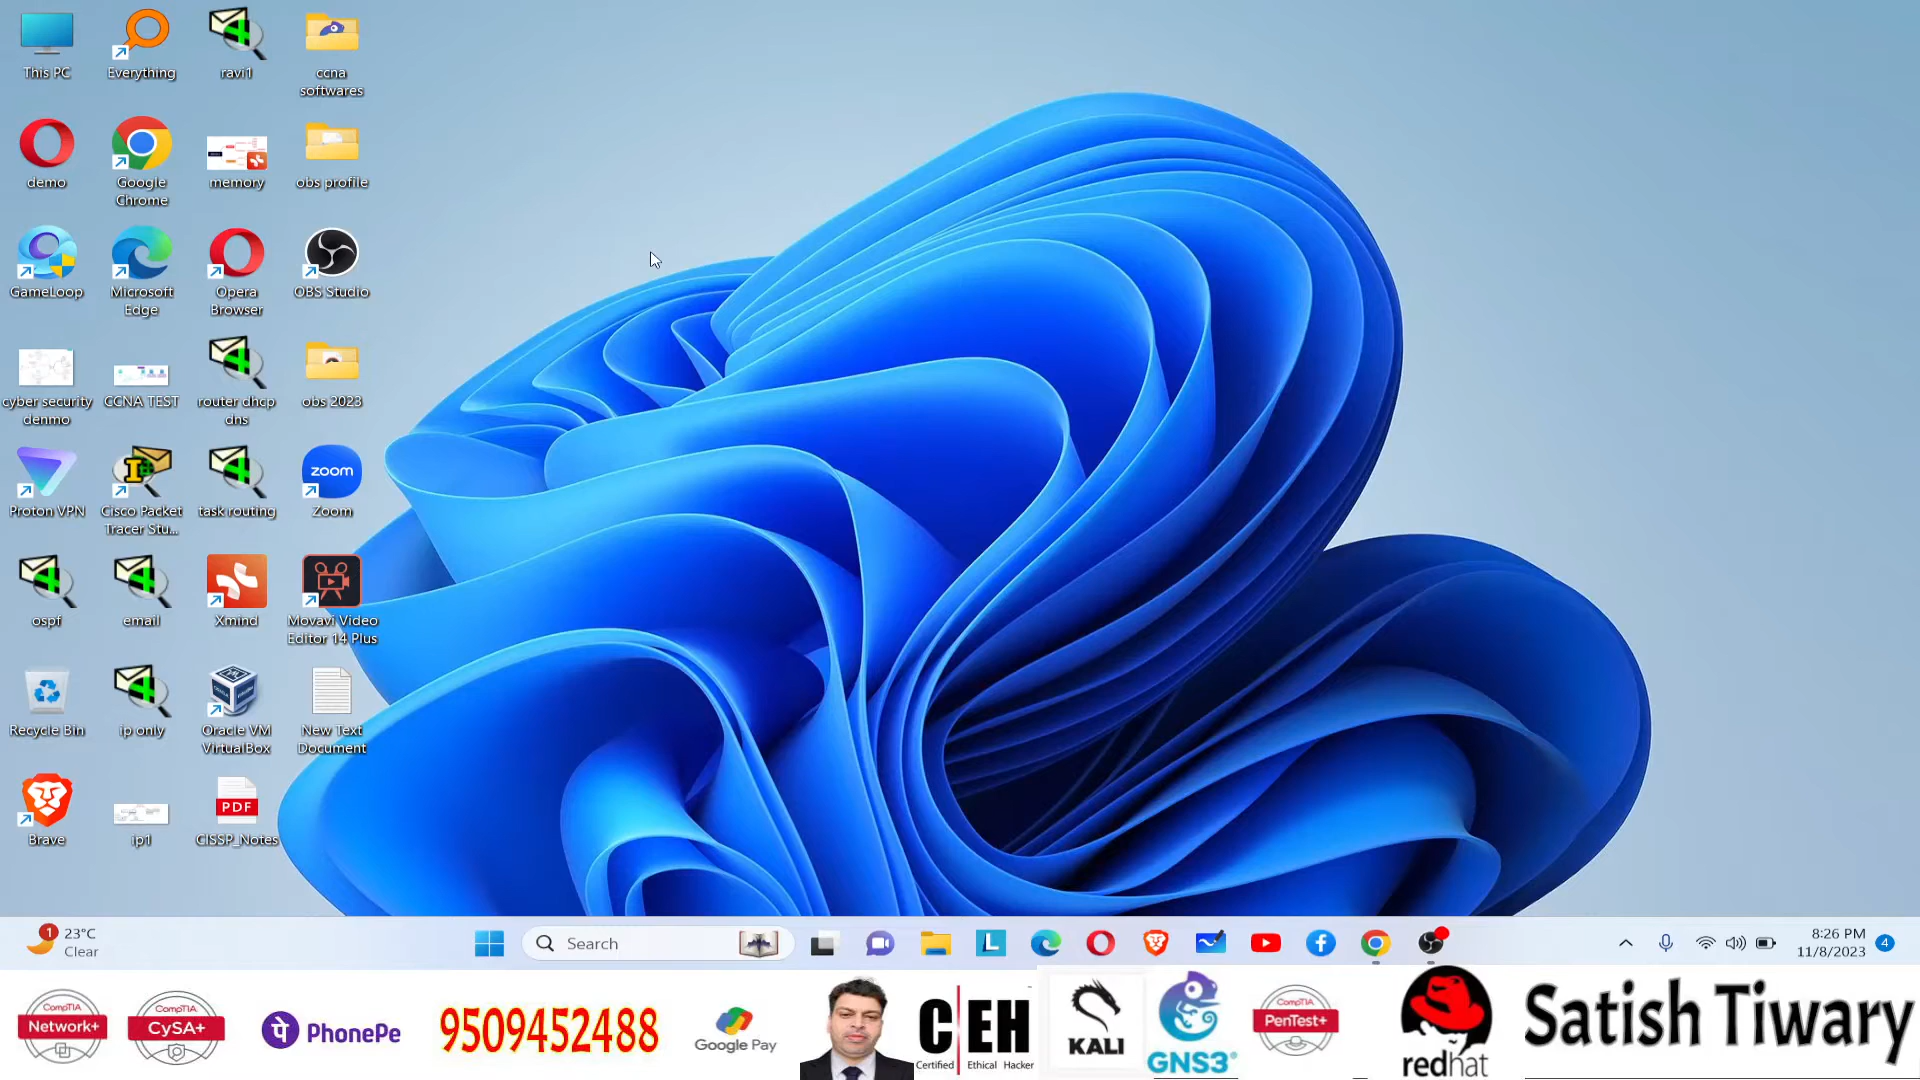 This PC
Everything
ravi1
ccna
softwares
demo
Google
Chrome
memory
obs profile
GameLoop
Microsoft
Edge
Opera
Browser
OBS Studio
cyber security
denmo
CCNA TEST
router dhcp
dns
obs 2023
Proton VPN
Cisco Packet
Tracer Stu...
task routing
zoom
Zoom
ospf
email
Xmind
Movavi Video
Editor 14 Plus
Recycle Bin
ip only
Oracle VM
VirtualBox
New Text
Document
Brave
ip1
PDF
CISSP_Notes
1
23°C
Clear
Search
L
8:26 PM
11/8/2023
4
CompTIA
Network+
CompTIA
CySA+
PhonePe
9509452488
Google Pay
CEH
Certified Ethical Hacker
KALI
GNS3
CompTIA
PenTest+
redhat
Satish Tiwary